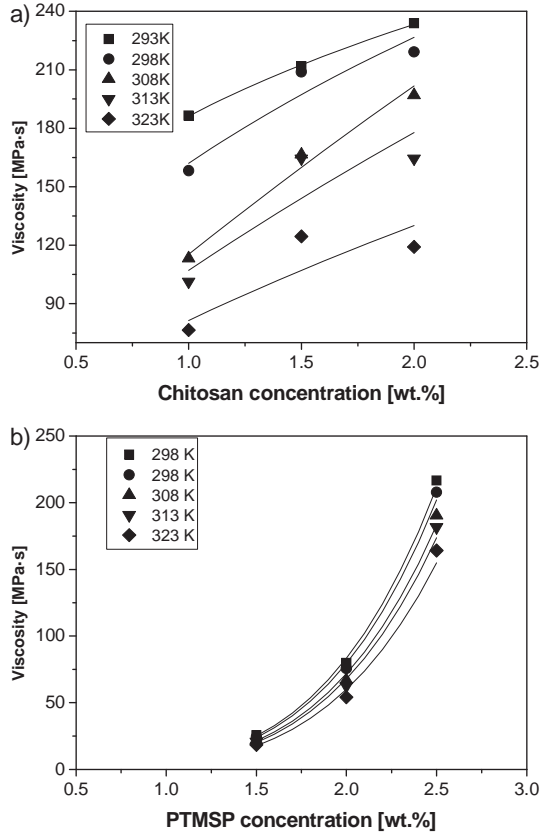 a)
240
210
180
150
120
90
Viscosity [MPa·s]
293K
298K
308K
313K
323K
0.5 1.0 1.5 2.0 2.5
Chitosan concentration [wt.%]
b)
250
200
150
100
50
0
Viscosity [MPa·s]
298 K
298 K
308 K
313 K
323 K
0.5 1.0 1.5 2.0 2.5 3.0
PTMSP concentration [wt.%]